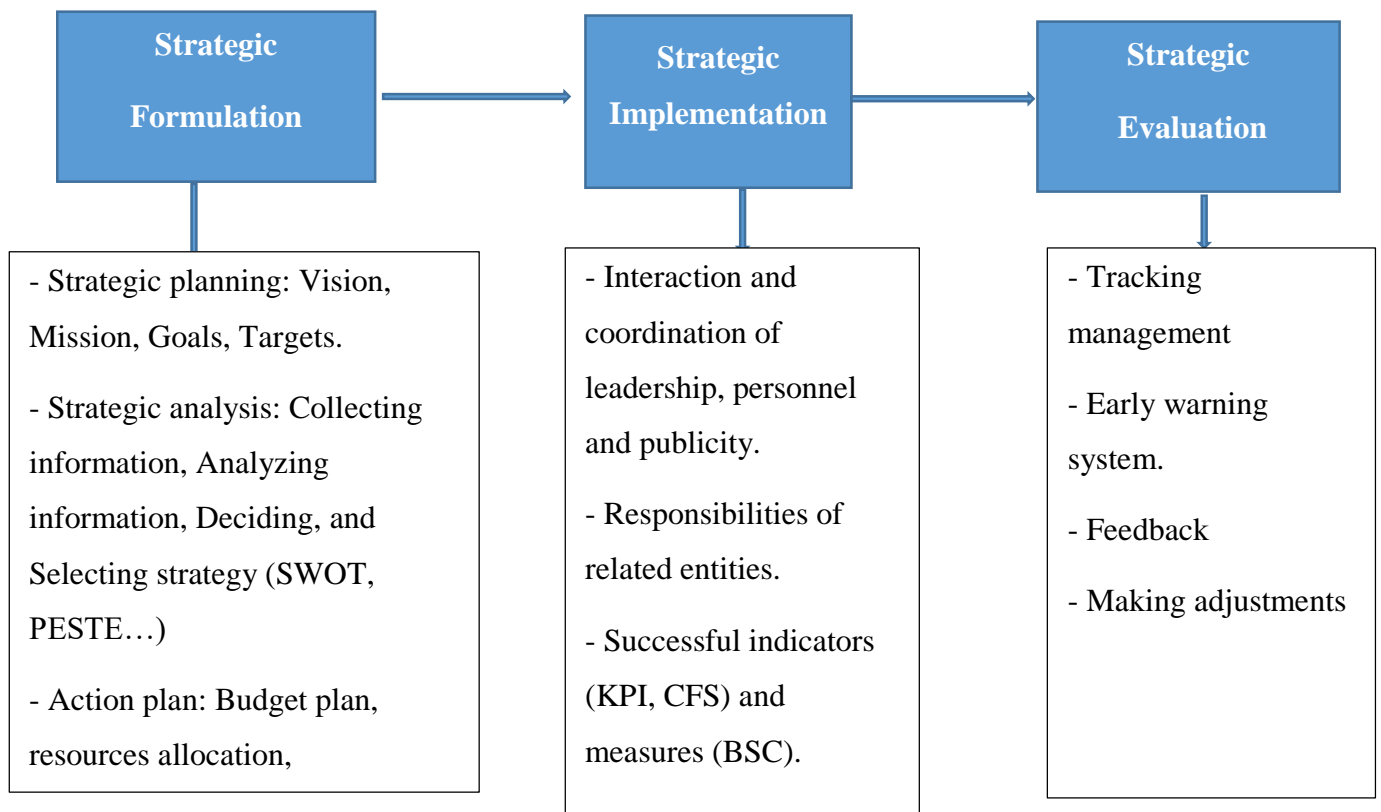 Strategic
Formulation
Strategic
Implementation
Strategic
Evaluation
- Strategic planning: Vision,
Mission, Goals, Targets.
- Strategic analysis: Collecting
information, Analyzing
information, Deciding, and
Selecting strategy (SWOT,
PESTE…)
- Action plan: Budget plan,
resources allocation,
- Interaction and
coordination of
leadership, personnel
and publicity.
- Responsibilities of
related entities.
- Successful indicators
(KPI, CFS) and
measures (BSC).
- Tracking
management
- Early warning
system.
- Feedback
- Making adjustments